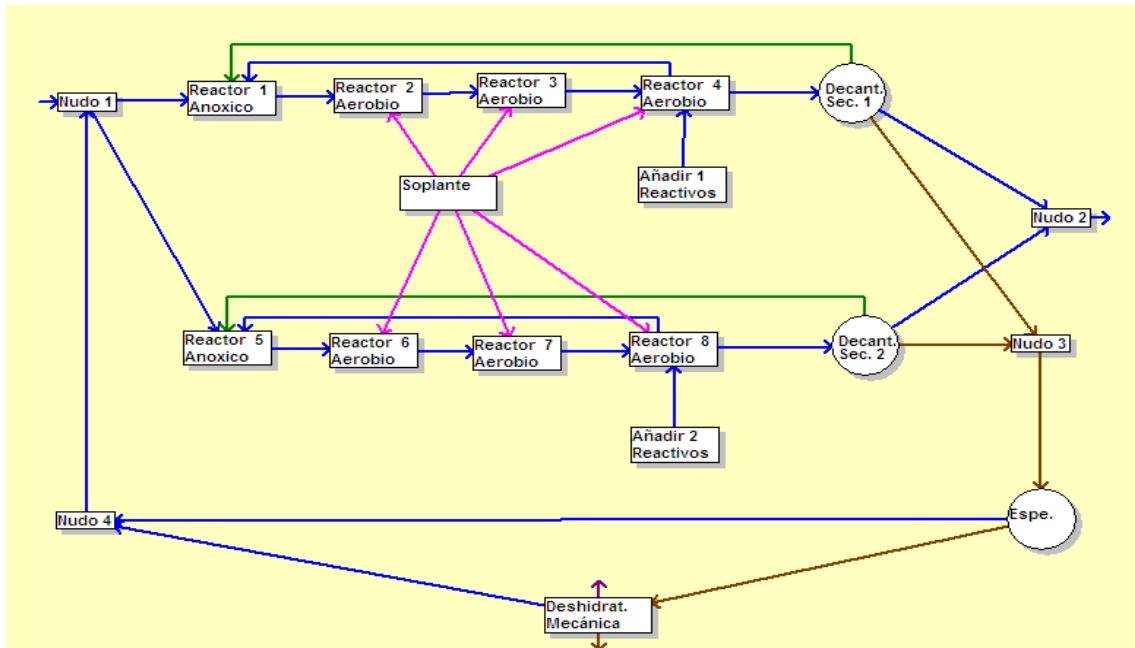 Nudo 1
Reactor 1
Anoxico
Reactor 2
Aerobio
Reactor 3
Aerobio
Reactor 4
Aerobio
Decant.
Sec. 1
Soplante
Añadir 1
Reactivos
Nudo 2
Reactor 5
Anoxico
Reactor 6
Aerobio
Reactor 7
Aerobio
Reactor 8
Aerobio
Decant.
Sec. 2
Nudo 3
Añadir 2
Reactivos
Nudo 4
Espe.
Deshidrat.
Mecánica